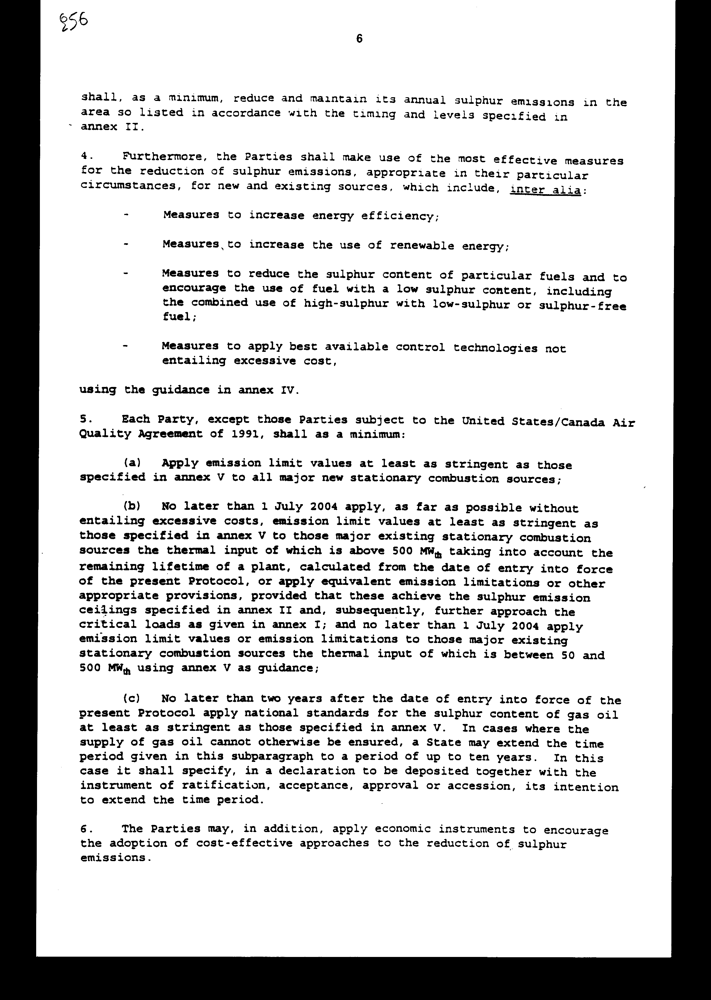 856
6
shall, as a minimum, reduce and maintain its annual sulphur emissions in the
area so listed in accordance with the timing and levels specified in
annex II.
4. Furthermore, the Parties shall make use of the most effective measures
for the reduction of sulphur emissions, appropriate in their particular
circumstances, for new and existing sources, which include, inter alia:
- Measures to increase energy efficiency;
- Measures to increase the use of renewable energy;
- Measures to reduce the sulphur content of particular fuels and to
encourage the use of fuel with a low sulphur content, including
the combined use of high-sulphur with low-sulphur or sulphur-free
fuel;
- Measures to apply best available control technologies not
entailing excessive cost,
using the guidance in annex IV.
5. Each Party, except those Parties subject to the United States/Canada Air
Quality Agreement of 1991, shall as a minimum:
(a) Apply emission limit values at least as stringent as those
specified in annex V to all major new stationary combustion sources;
(b) No later than 1 July 2004 apply, as far as possible without
entailing excessive costs, emission limit values at least as stringent as
those specified in annex V to those major existing stationary combustion
sources the thermal input of which is above 500 MWth taking into account the
remaining lifetime of a plant, calculated from the date of entry into force
of the present Protocol, or apply equivalent emission limitations or other
appropriate provisions, provided that these achieve the sulphur emission
ceilings specified in annex II and, subsequently, further approach the
critical loads as given in annex I; and no later than 1 July 2004 apply
emission limit values or emission limitations to those major existing
stationary combustion sources the thermal input of which is between 50 and
500 MWth using annex V as guidance;
(c) No later than two years after the date of entry into force of the
present Protocol apply national standards for the sulphur content of gas oil
at least as stringent as those specified in annex V. In cases where the
supply of gas oil cannot otherwise be ensured, a State may extend the time
period given in this subparagraph to a period of up to ten years. In this
case it shall specify, in a declaration to be deposited together with the
instrument of ratification, acceptance, approval or accession, its intention
to extend the time period.
6. The Parties may, in addition, apply economic instruments to encourage
the adoption of cost-effective approaches to the reduction of sulphur
emissions.